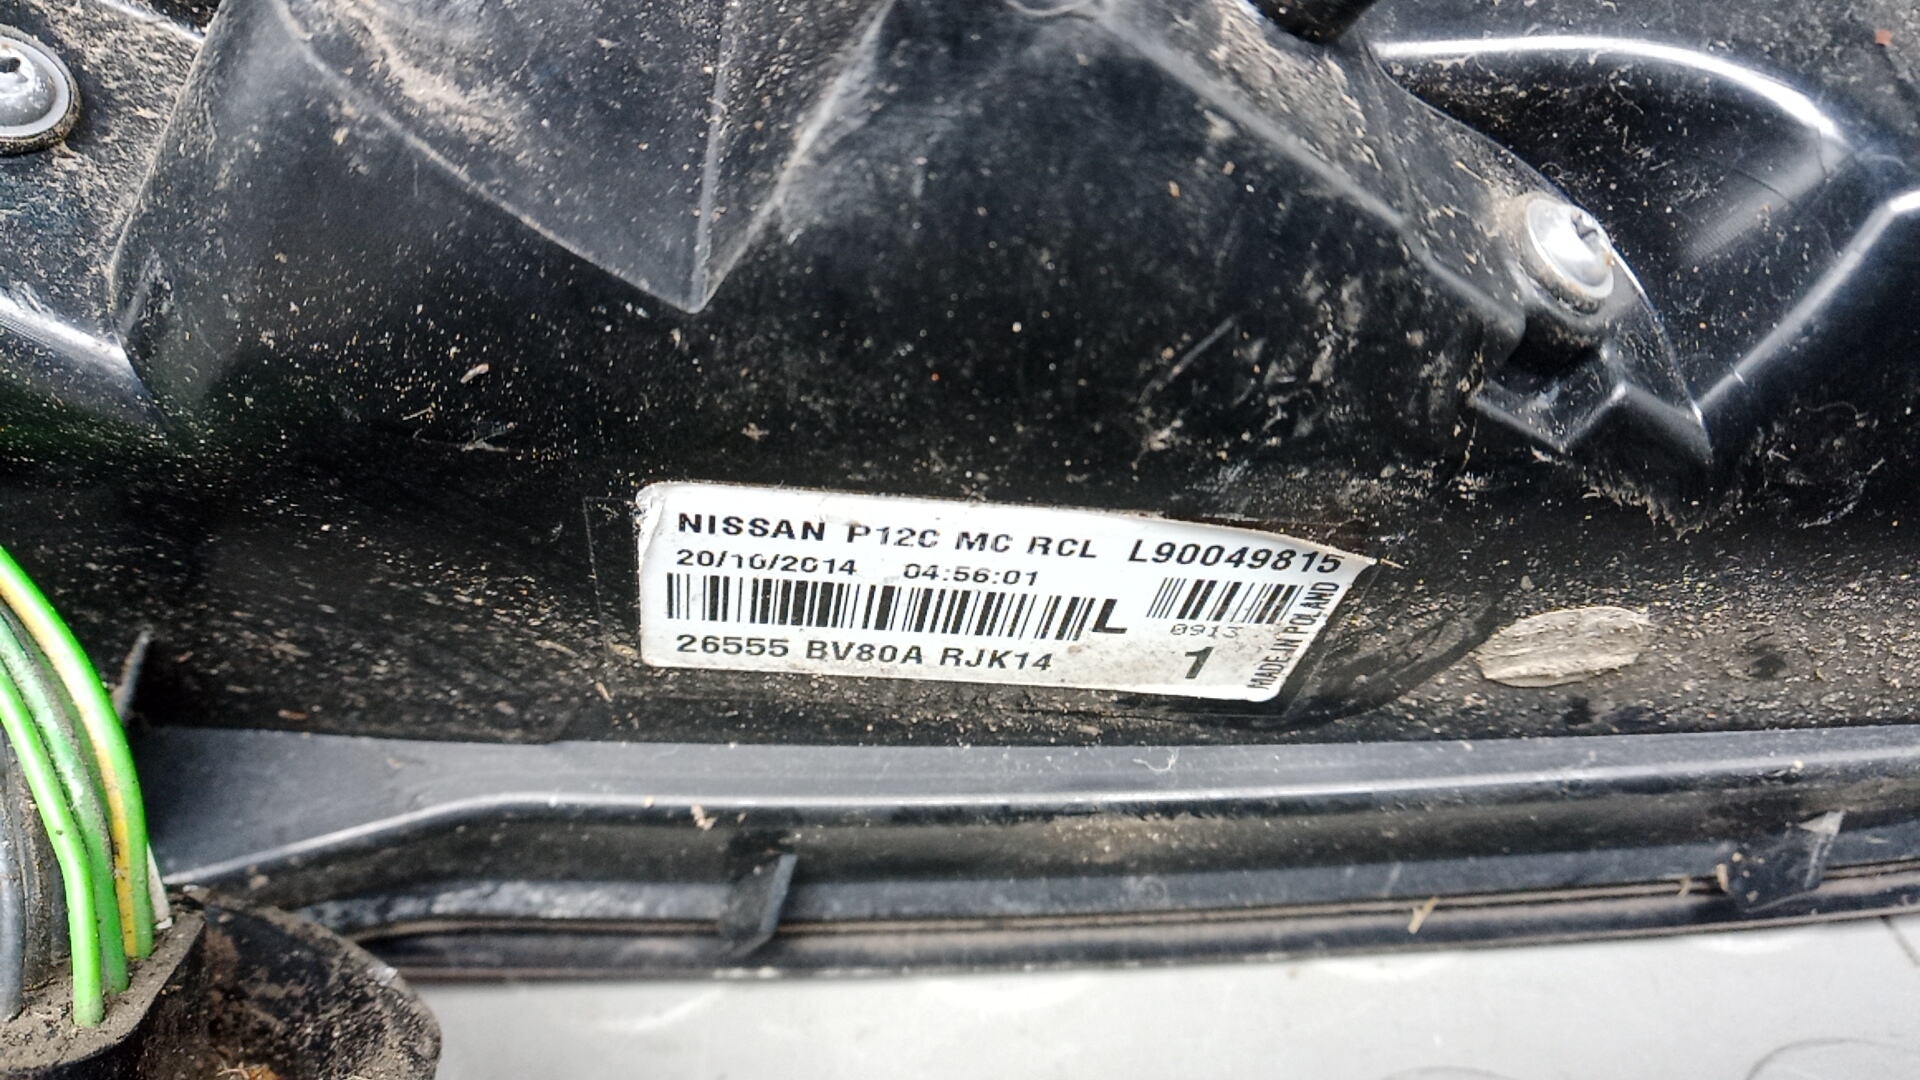 NISSAN P12C MC RCL L90049815
20/10/2014 04:56:01
L
0913
26555 BV80A RJK14
1
MADE IN POLAND